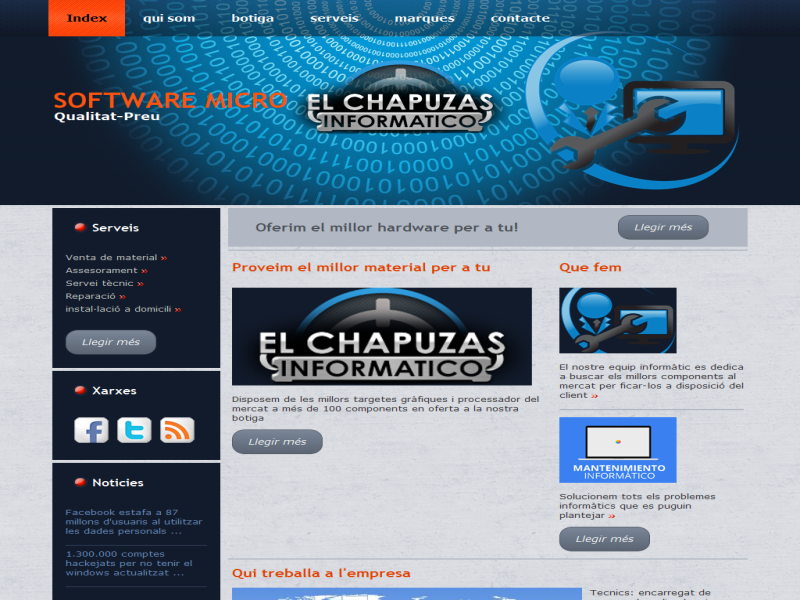 Index
qui som
botiga
serveis
marques
contacte
SOFTWARE MICRO
Qualitat-Preu
EL CHAPUZAS
INFORMATICO
Serveis
Venta de material »
Assesorament »
Servei tècnic »
Reparació »
instal·lació a domicili »
Llegir més
Xarxes
Noticies
Facebook estafa a 87
millons d'usuaris al utilitzar
les dades personals ...
1.300.000 comptes
hackejats per no tenir el
windows actualitzat ...
Oferim el millor hardware per a tu!
Llegir més
Proveim el millor material per a tu
EL CHAPUZAS
INFORMATICO
Disposem de les millors targetes gràfiques i processador del
mercat a més de 100 components en oferta a la nostra
botiga
Llegir més
Que fem
El nostre equip informàtic es dedica
a buscar els millors components al
mercat per ficar-los a disposició del
client »
MANTENIMIENTO
INFORMÁTICO
Solucionem tots els problemes
informàtics que es puguin
plantejar »
Llegir més
Qui treballa a l'empresa
Tecnics: encarregat de